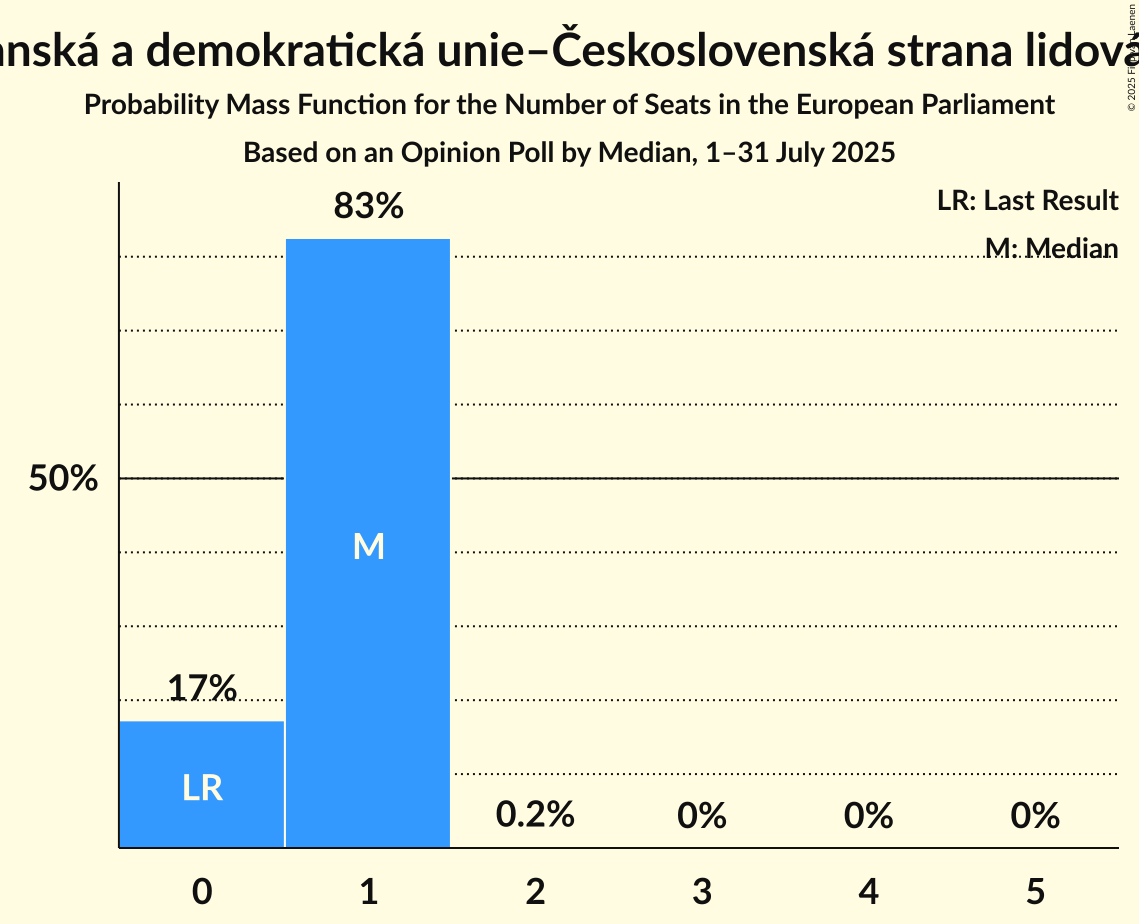 a demokratická unie–Československá strana
Probability Mass Function for the Number of Seats in the European Parliament
Based on an Opinion Poll by Median, 1–31 July 2025
© 2025
LR: Last Result
M: Median
83%
50%
M
17%
LR
0.2%
0%
0%
0%
0
1
2
3
4
5